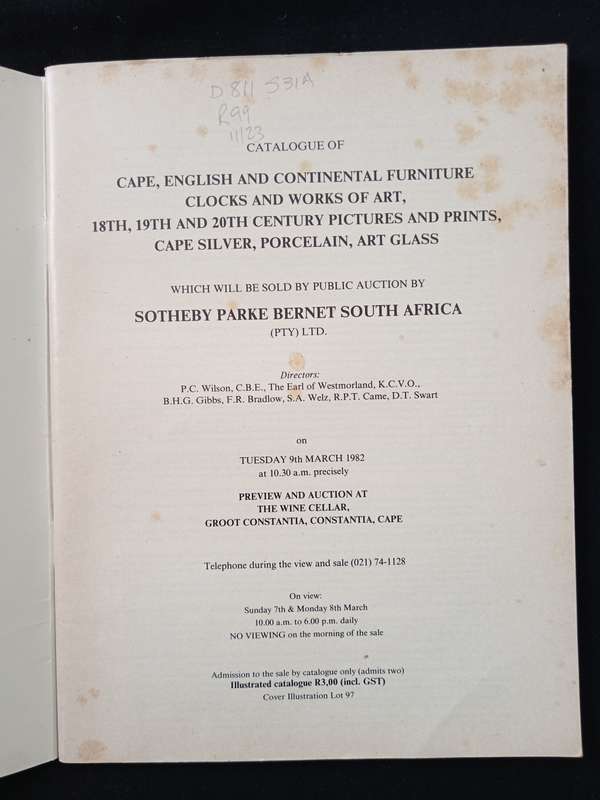 D811 S31A
R99
11/23
CATALOGUE OF
CAPE, ENGLISH AND CONTINENTAL FURNITURE
CLOCKS AND WORKS OF ART,
18TH, 19TH AND 20TH CENTURY PICTURES AND PRINTS,
CAPE SILVER, PORCELAIN, ART GLASS
WHICH WILL BE SOLD BY PUBLIC AUCTION BY
SOTHEBY PARKE BERNET SOUTH AFRICA
(PTY) LTD.
Directors:
P.C. Wilson, C.B.E., The Earl of Westmorland, K.C.V.O.,
B.H.G. Gibbs, F.R. Bradlow, S.A. Welz, R.P.T. Came, D.T. Swart
on
TUESDAY 9th MARCH 1982
at 10.30 a.m. precisely
PREVIEW AND AUCTION AT
THE WINE CELLAR,
GROOT CONSTANTIA, CONSTANTIA, CAPE
Telephone during the view and sale (021) 74-1128
On view:
Sunday 7th & Monday 8th March
10.00 a.m. to 6.00 p.m. daily
NO VIEWING on the morning of the sale
Admission to the sale by catalogue only (admits two)
Illustrated catalogue R3,00 (incl. GST)
Cover Illustration Lot 97